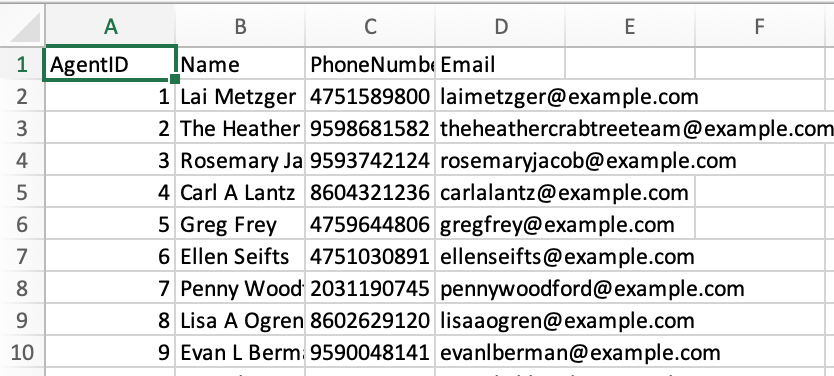 A B C D E F
1 AgentID Name PhoneNumbe Email
2 1 Lai Metzger 4751589800 laimetzger@example.com
3 2 The Heather 9598681582 theheathercrabtreeteam@example.com
4 3 Rosemary Ja 9593742124 rosemaryjacob@example.com
5 4 Carl A Lantz 8604321236 carlalantz@example.com
6 5 Greg Frey 4759644806 gregfrey@example.com
7 6 Ellen Seifts 4751030891 ellenseifts@example.com
8 7 Penny Wood 2031190745 pennywoodford@example.com
9 8 Lisa A Ogren 8602629120 lisaaogren@example.com
10 9 Evan L Berm 9590048141 evanlberman@example.com